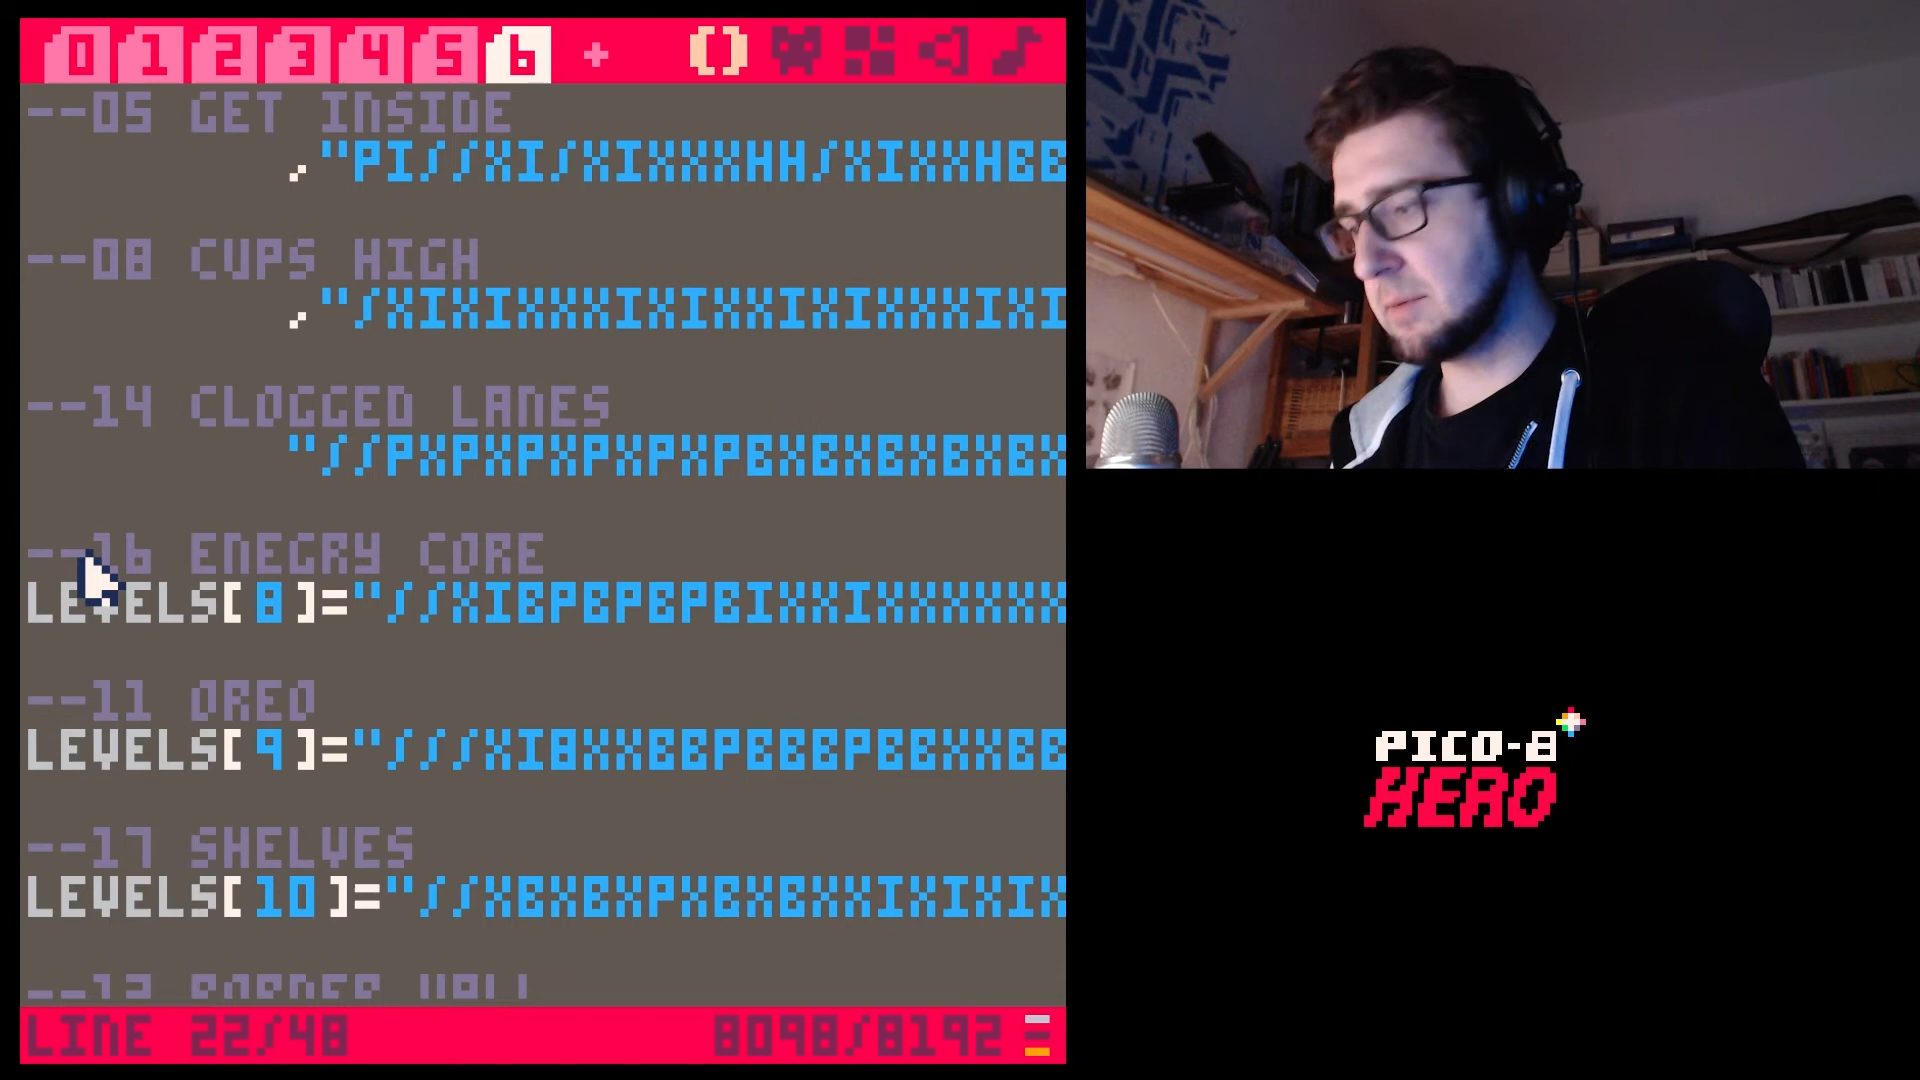 0 1 2 3 4 5 6 +
--05 GET INSIDE
,"PI//XI/XIXXXHH/XIXXHBB
--08 CUPS HIGH
,"/XIXIXXXIXIXXIXIXXXIXI
--14 CLOGGED LANES
"//PXPXPXPXPXPBXBXBXBXBX
--16 ENEGRY CORE
LEVELS[8]="//XIBPBPBPBIXXIXXXXXX
--11 OREO
LEVELS[9]="///XIBXXBBPBBBPBBXXBB
--17 SHELVES
LEVELS[10]="//XBXBXPXBXBXXIXIXIX
LINE 22/48
8098/8192
PICO-8
HERO